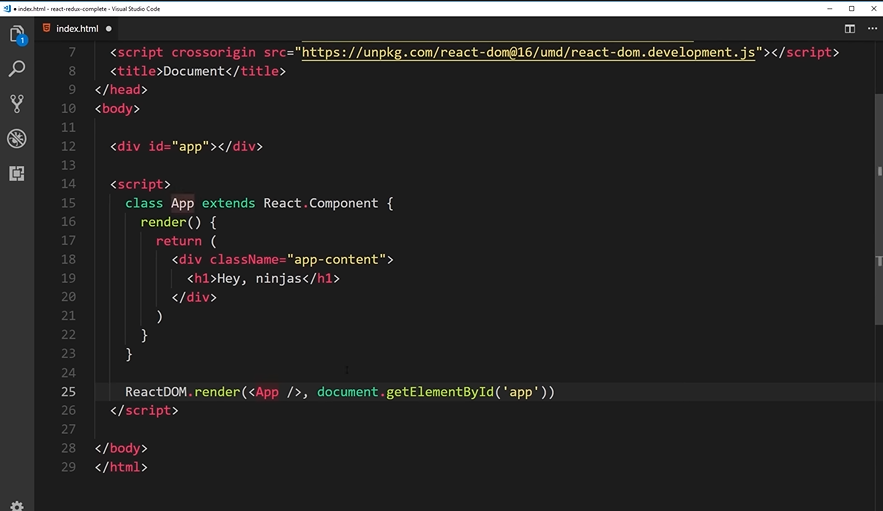 index.html - react-redux-complete - Visual Studio Code
index.html
1
7 <script crossorigin src="https://unpkg.com/react-dom@16/umd/react-dom.development.js"></script>
8 <title>Document</title>
9 </head>
10 <body>
11
12 <div id="app"></div>
13
14 <script>
15 class App extends React.Component {
16 render() {
17 return (
18 <div className="app-content">
19 <h1>Hey, ninjas</h1>
20 </div>
21 )
22 }
23 }
24
25 ReactDOM.render(<App />, document.getElementById('app'))
26 </script>
27
28 </body>
29 </html>